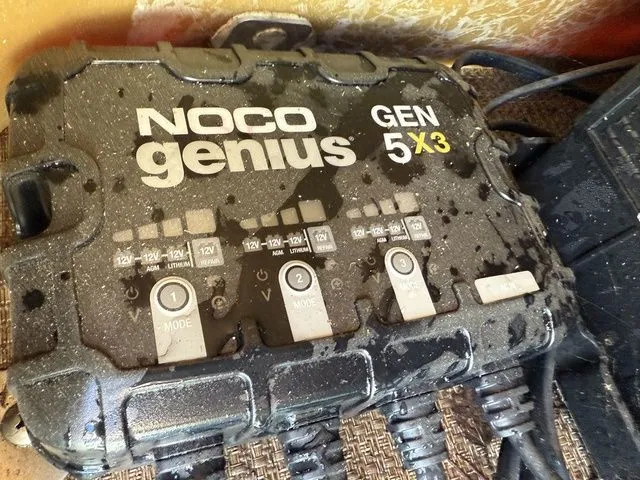 NOCO
genius
GEN
5X3
12V 12V 12V 12V
AGM LITHIUM REPAIR
12V 12V 12V 12V
AGM LITHIUM REPAIR
12V 12V 12V 12V
AGM LITHIUM REPAIR
1
MODE
2
MODE
3
MODE